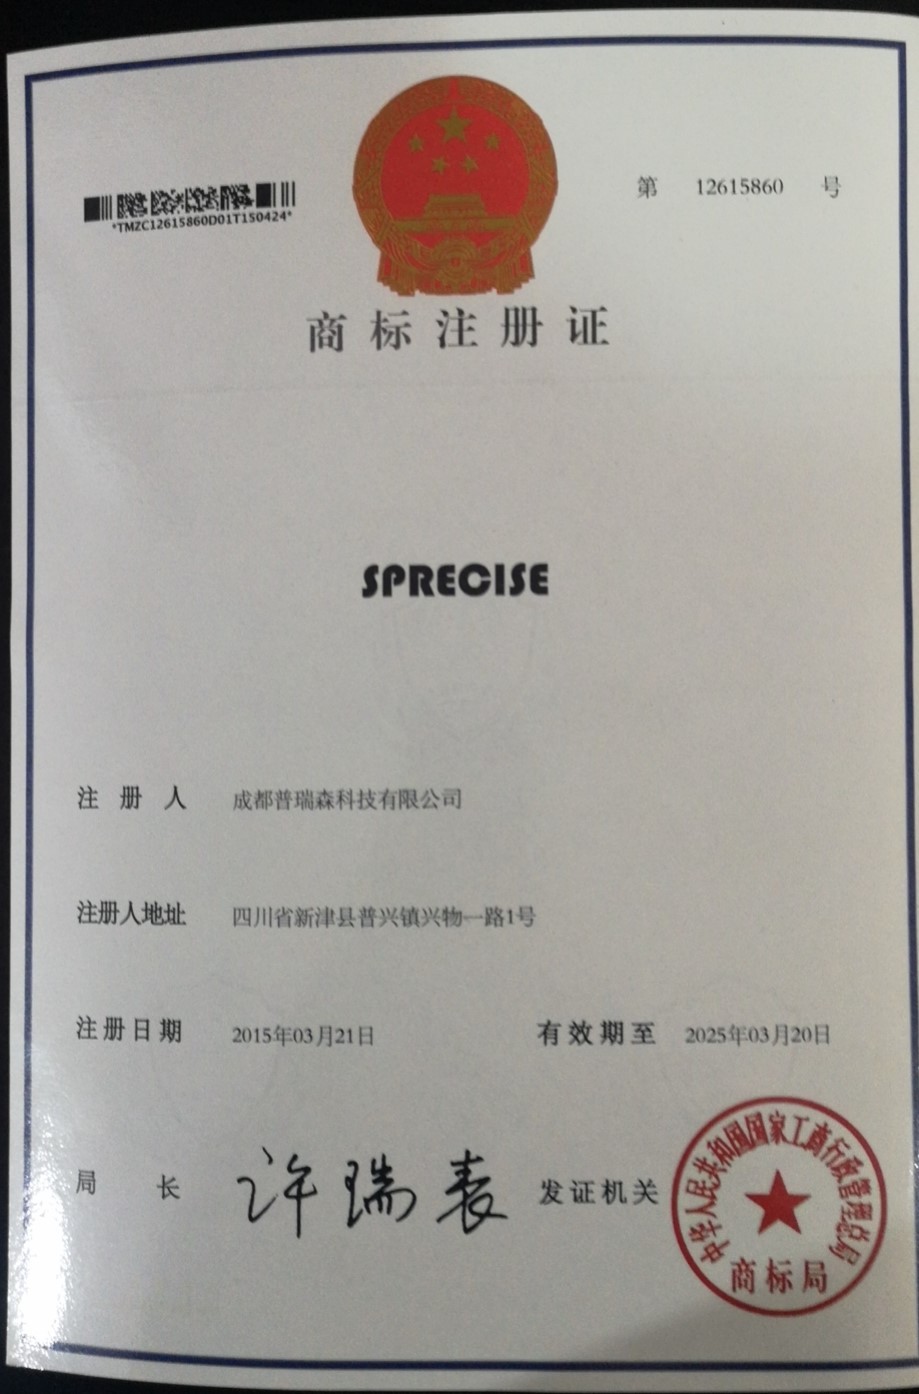 第 12615860 号
*TMZC12615860D01T150424*
商标注册证
SPRECISE
注册人 成都普瑞森科技有限公司
注册人地址 四川省新津县普兴镇兴物一路1号
注册日期 2015年03月21日 有效期至 2025年03月20日
局长 许瑞表 发证机关
中华人民共和国国家工商行政管理总局
商标局